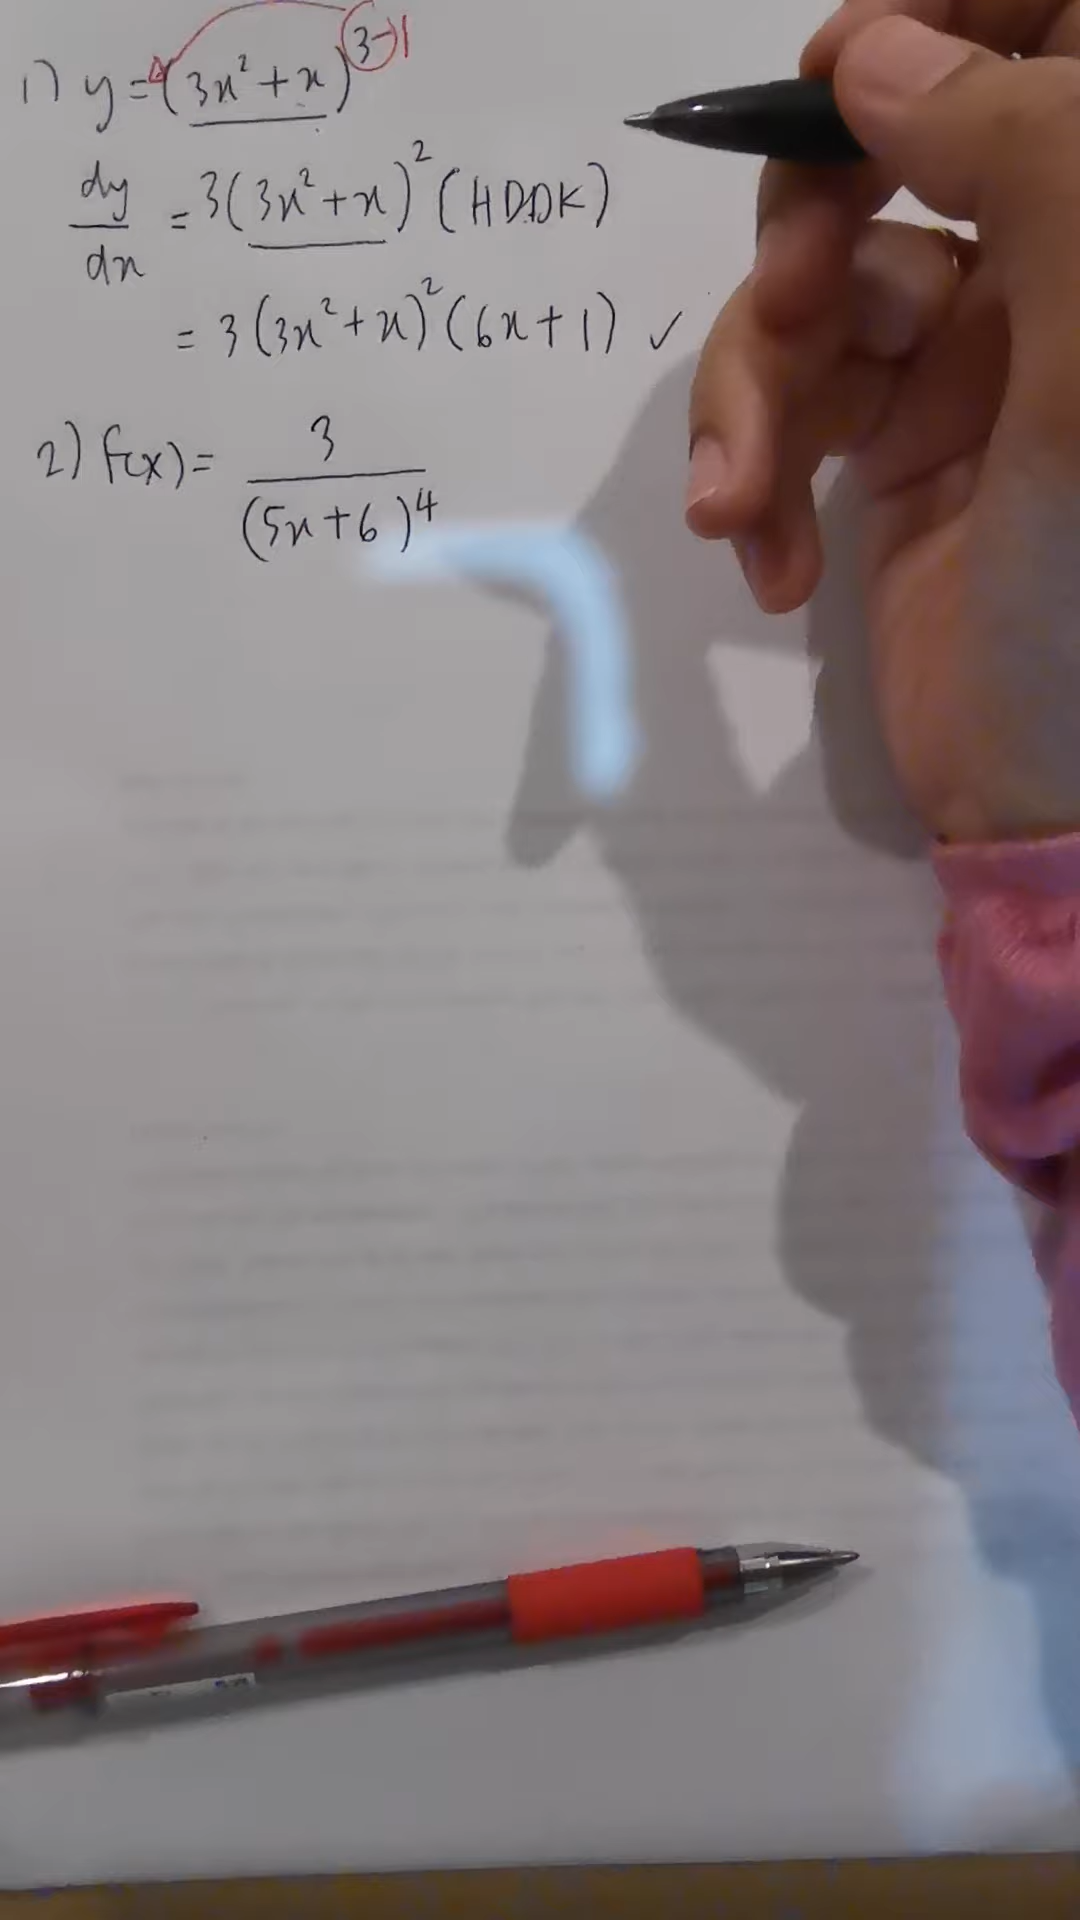 1) y = (3x² + x)³⁻¹
dy/dx = 3(3x² + x)² (HDDK)
= 3(3x² + x)² (6x + 1) ✓
2) f(x) = 3/(5x + 6)⁴